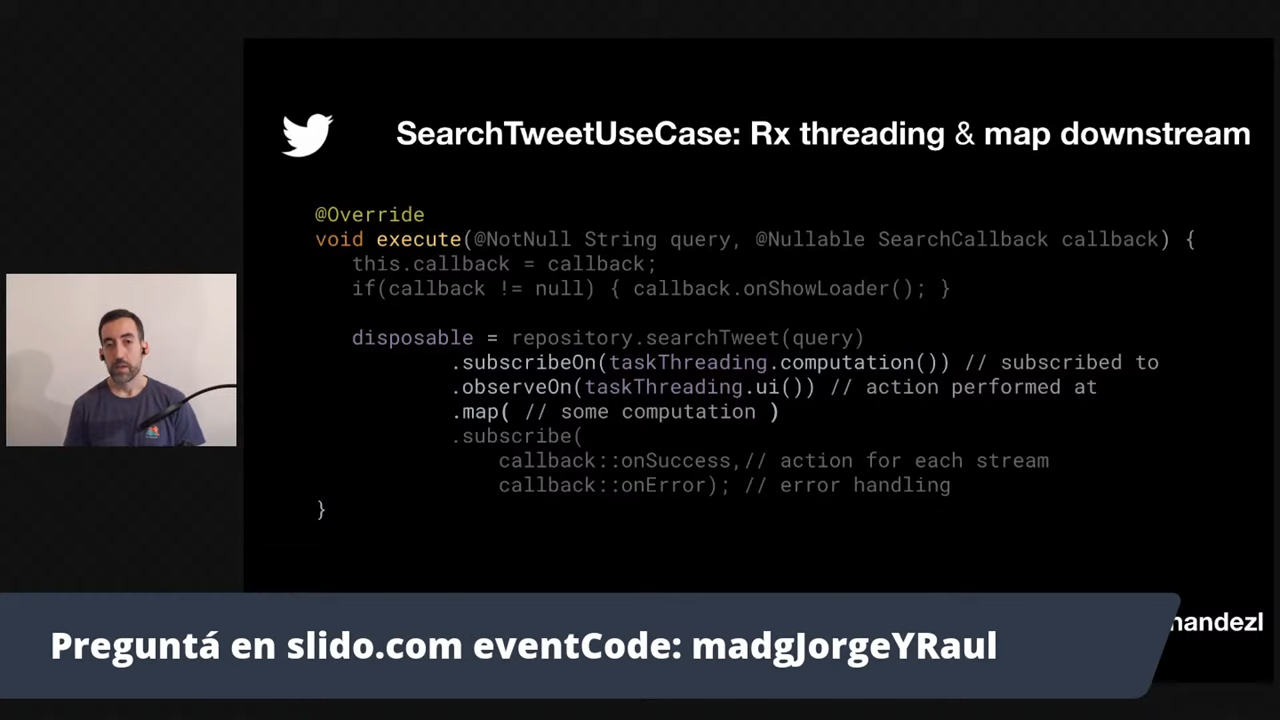 SearchTweetUseCase: Rx threading & map downstream
@Override
void execute(@NotNull String query, @Nullable SearchCallback callback) {
this.callback = callback;
if(callback != null) { callback.onShowLoader(); }
disposable = repository.searchTweet(query)
.subscribeOn(taskThreading.computation()) // subscribed to
.observeOn(taskThreading.ui()) // action performed at
.map( // some computation )
.subscribe(
callback::onSuccess,// action for each stream
callback::onError); // error handling
}
Preguntá en slido.com eventCode: madgJorgeYRaul